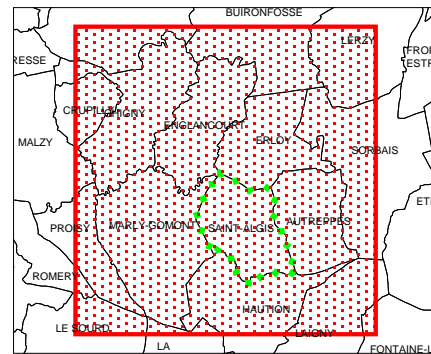 BUIRONFOSSE
LERZY
FROI
ESTR
RESSE
CRUPILLY
CHIGNY
ENGLANCOURT
ERLOY
MALZY
SORBAIS
ET
PROISY
MARLY-GOMONT
SAINT-ALGIS
AUTREPPES
ROMERY
HAUTION
LE SOURD
LAIGNY
LA
FONTAINE-L